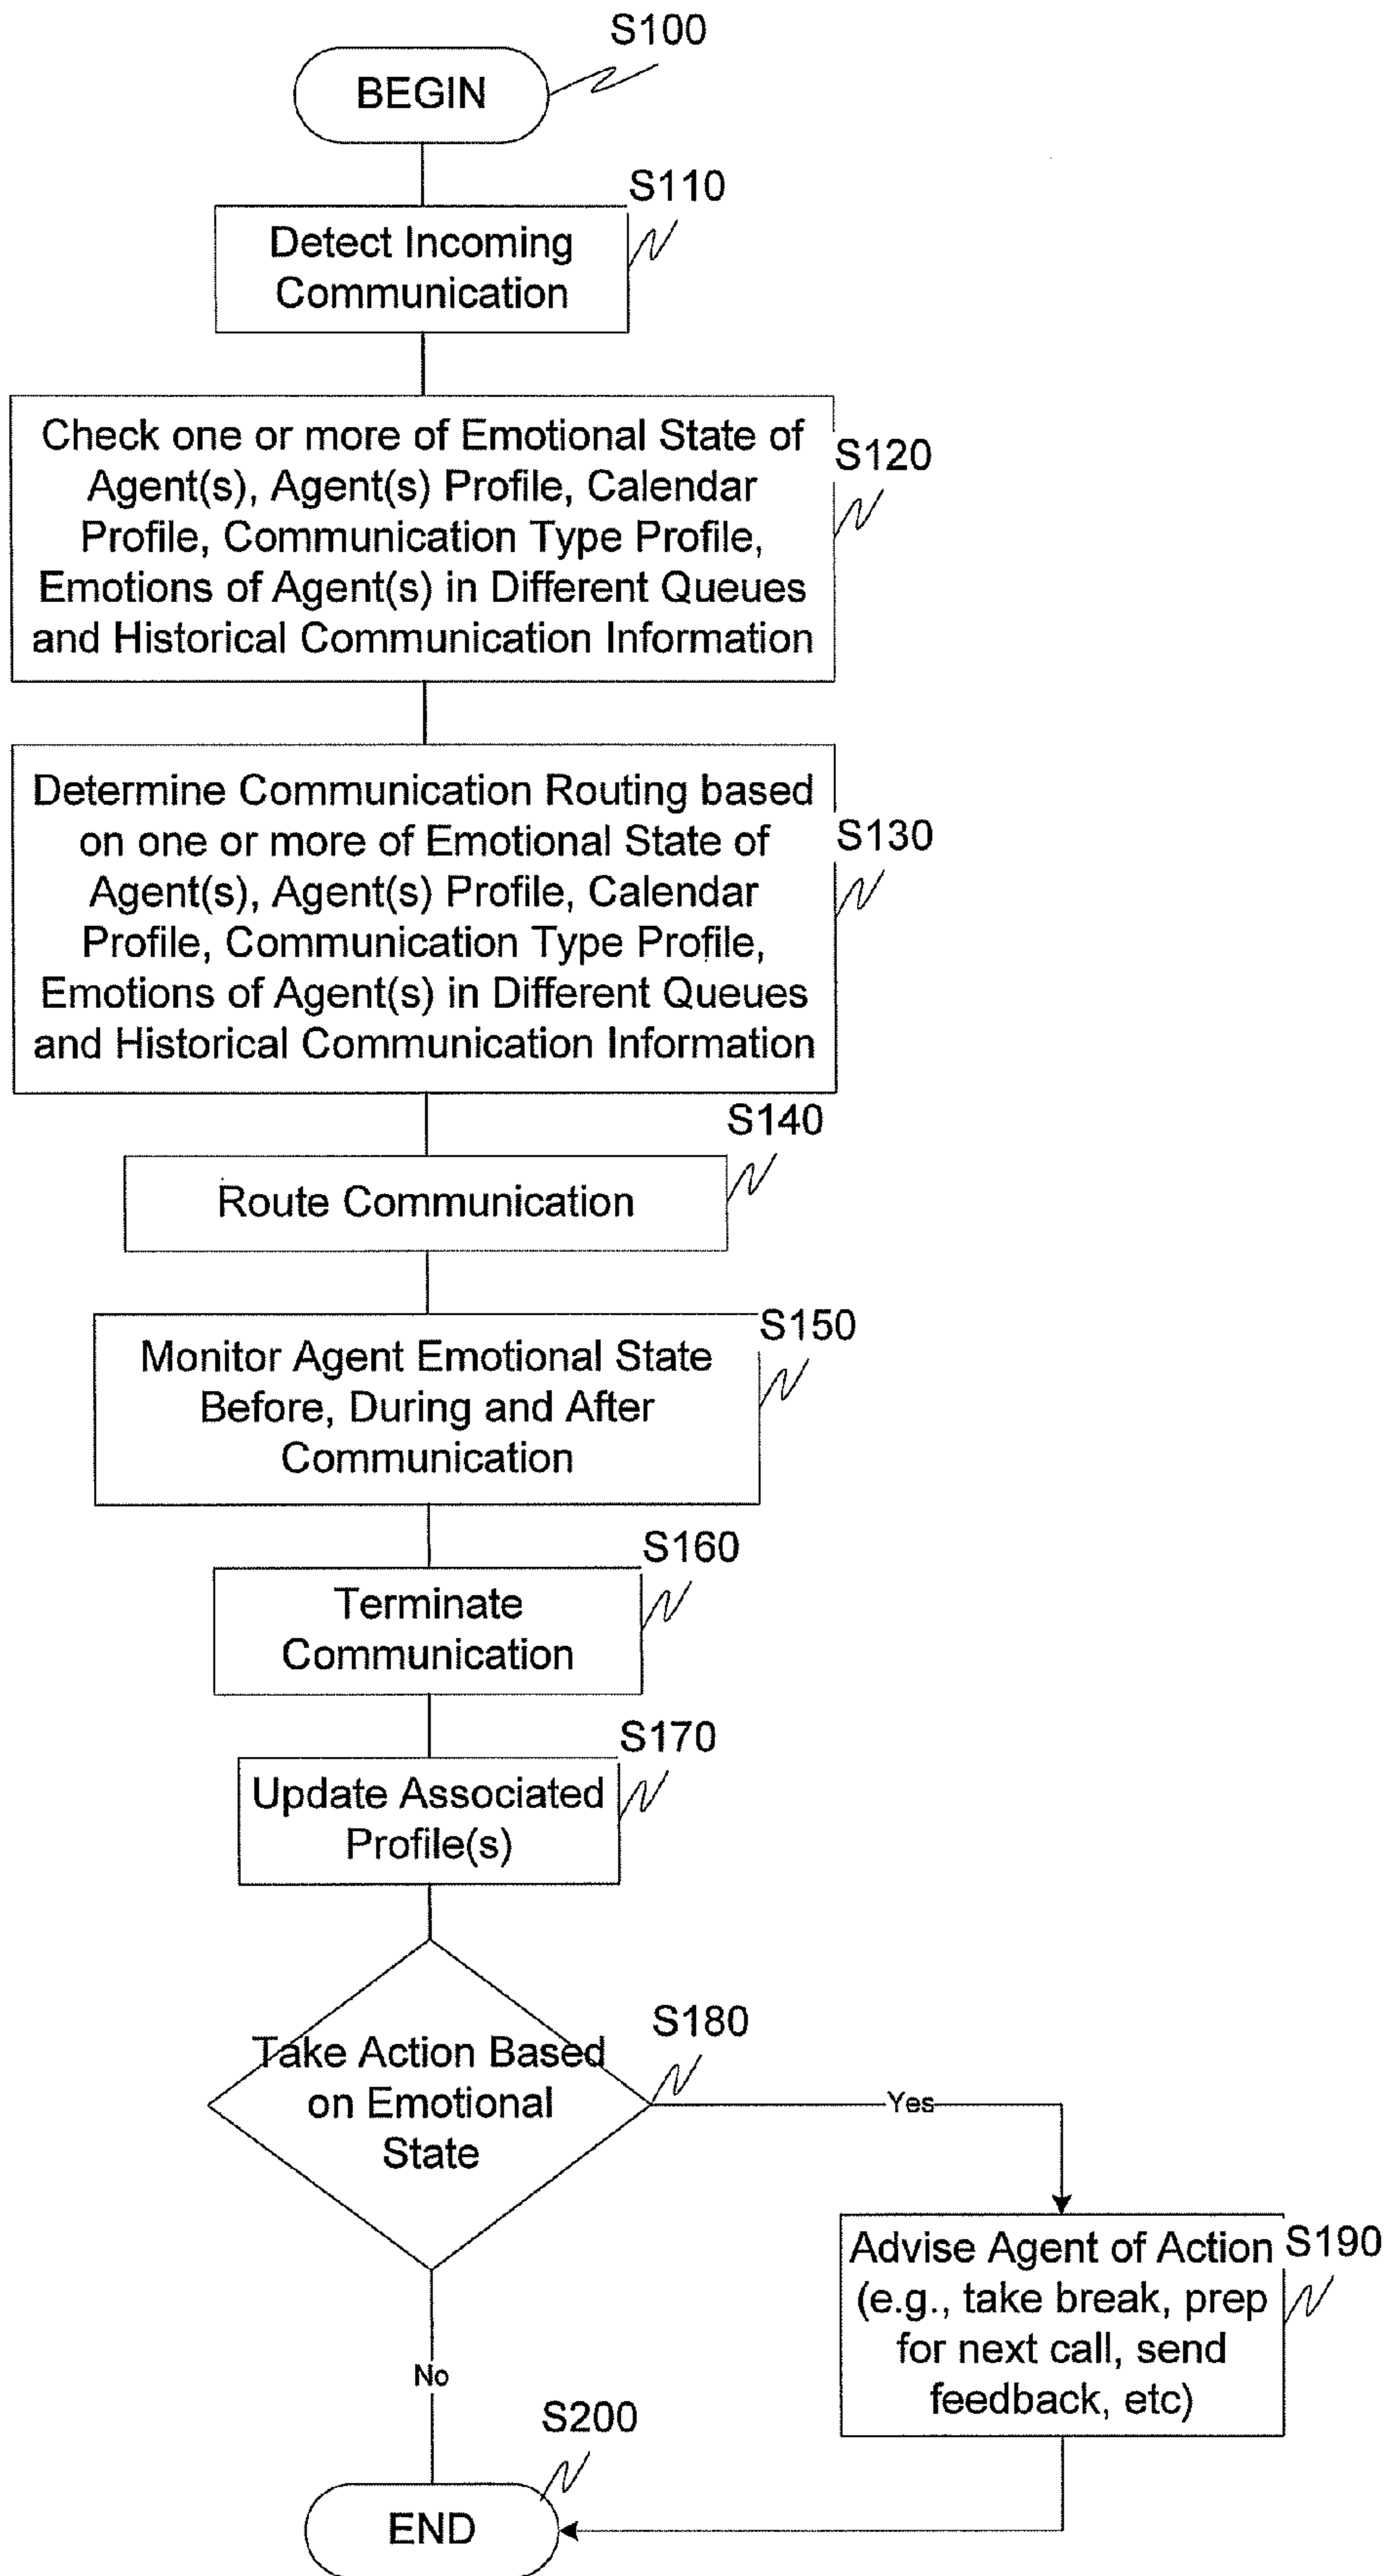 S100
BEGIN
S110
Detect Incoming
Communication
Check one or more of Emotional State of
Agent(s), Agent(s) Profile, Calendar
Profile, Communication Type Profile,
Emotions of Agent(s) in Different Queues
and Historical Communication Information
S120
Determine Communication Routing based
on one or more of Emotional State of
Agent(s), Agent(s) Profile, Calendar
Profile, Communication Type Profile,
Emotions of Agent(s) in Different Queues
and Historical Communication Information
S130
S140
Route Communication
S150
Monitor Agent Emotional State
Before, During and After
Communication
S160
Terminate
Communication
S170
Update Associated
Profile(s)
S180
Take Action Based
on Emotional
State
Yes
Advise Agent of Action
(e.g., take break, prep
for next call, send
feedback, etc)
S190
No
S200
END